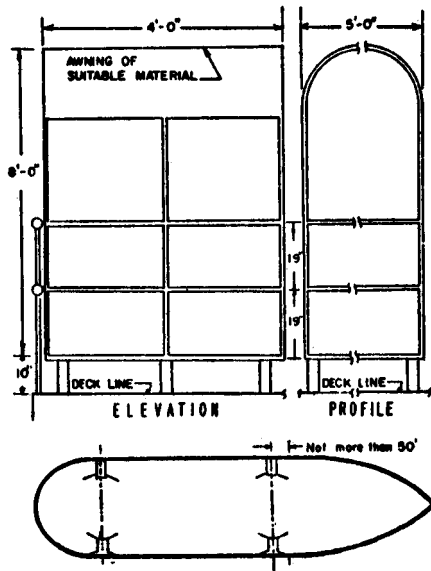 4'-0"
5'-0"
AWNING OF
SUITABLE MATERIAL
8'-0"
19"
19"
10"
DECK LINE
DECK LINE
ELEVATION
PROFILE
Not more than 50'